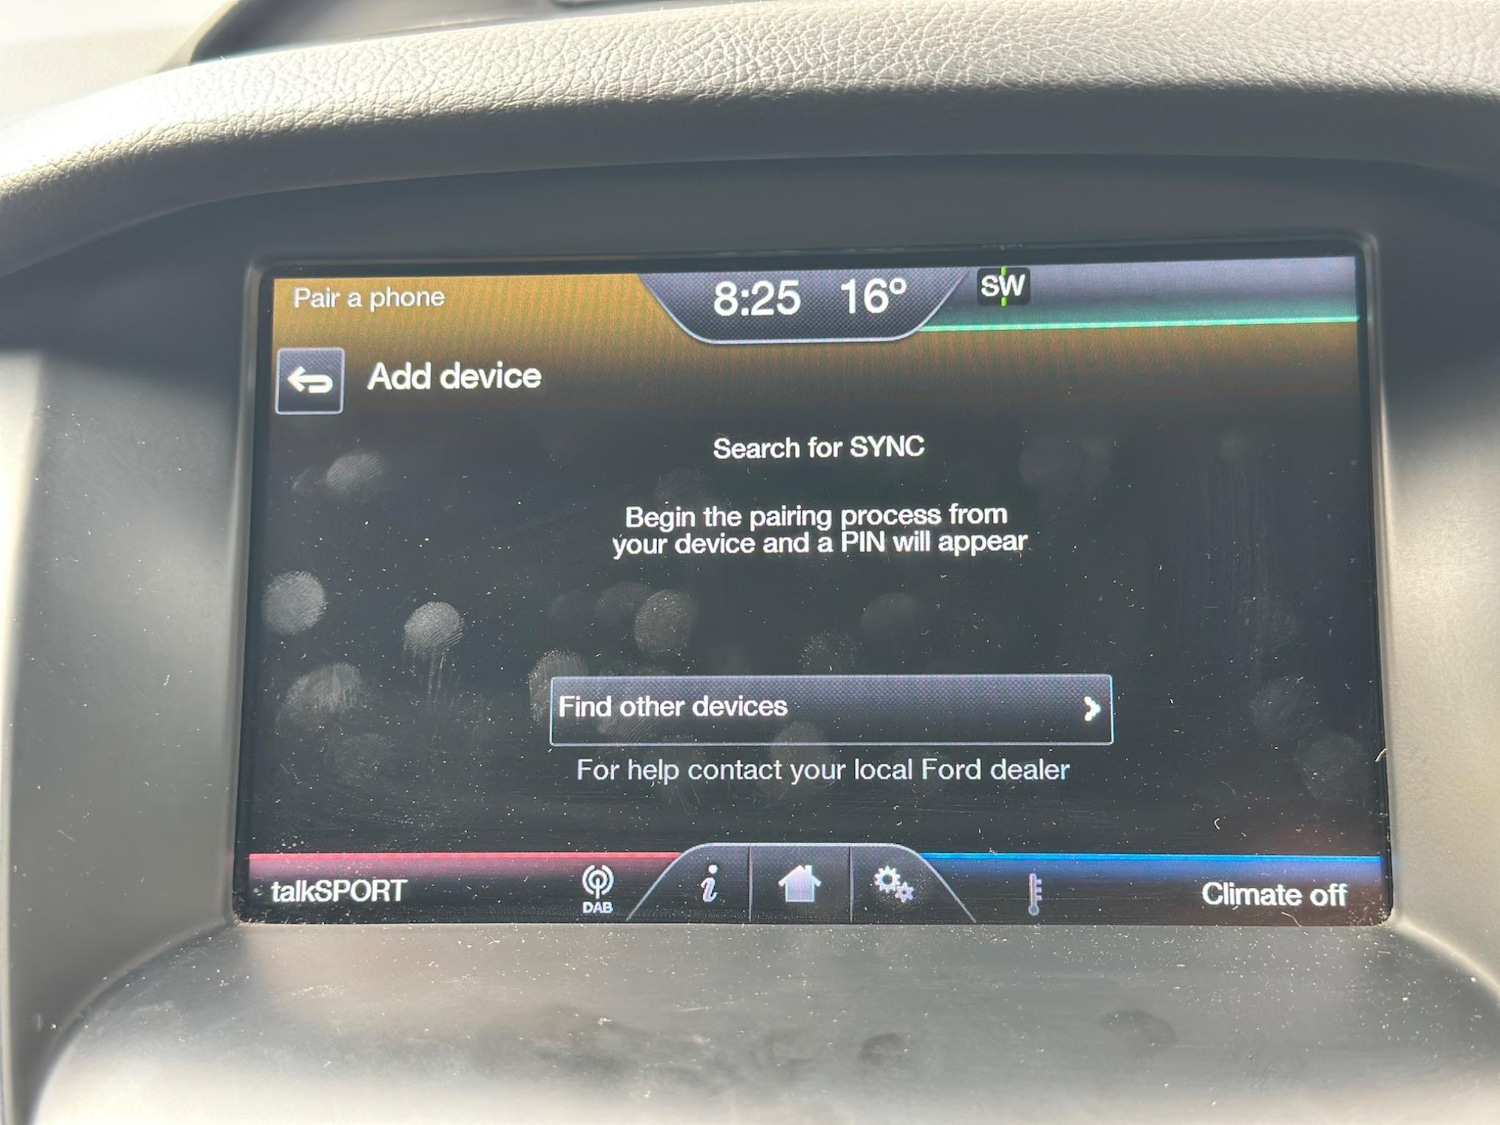 Pair a phone
8:25 16° SW
Add device
Search for SYNC
Begin the pairing process from
your device and a PIN will appear
Find other devices
For help contact your local Ford dealer
talkSPORT
DAB
i
Climate off